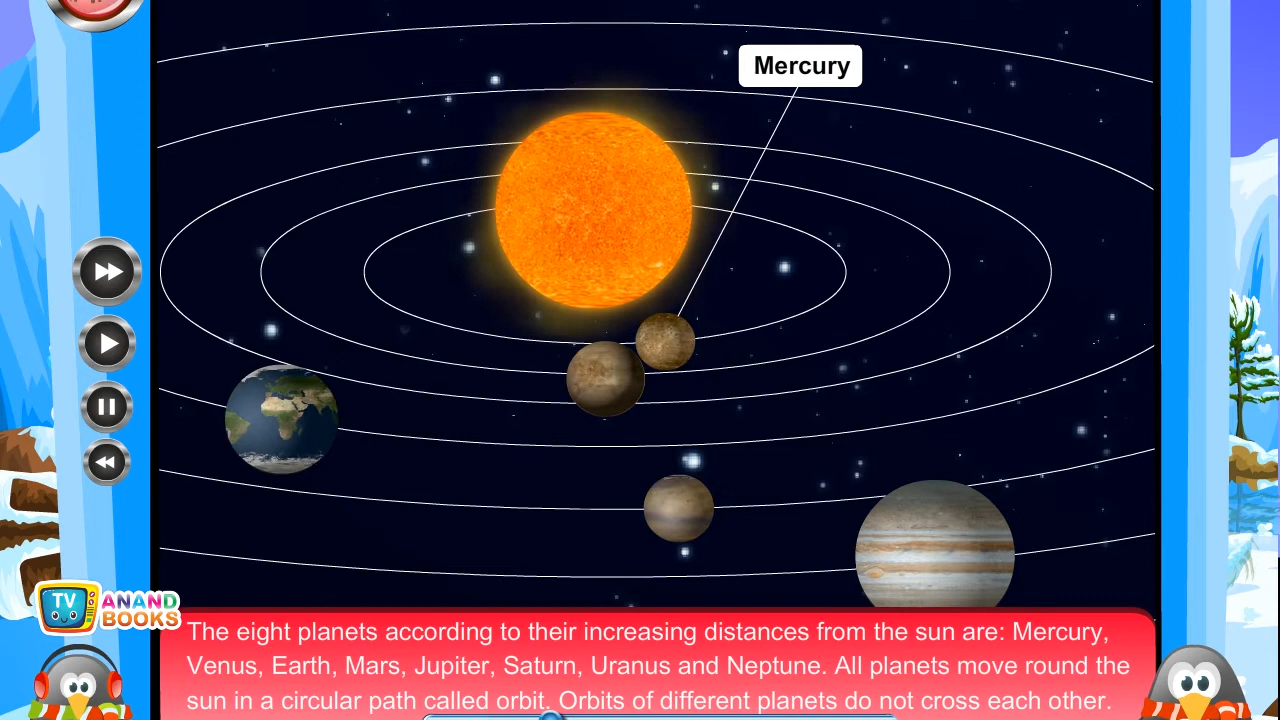 Mercury
TV
ANAND
BOOKS
The eight planets according to their increasing distances from the sun are: Mercury,
Venus, Earth, Mars, Jupiter, Saturn, Uranus and Neptune. All planets move round the
sun in a circular path called orbit. Orbits of different planets do not cross each other.